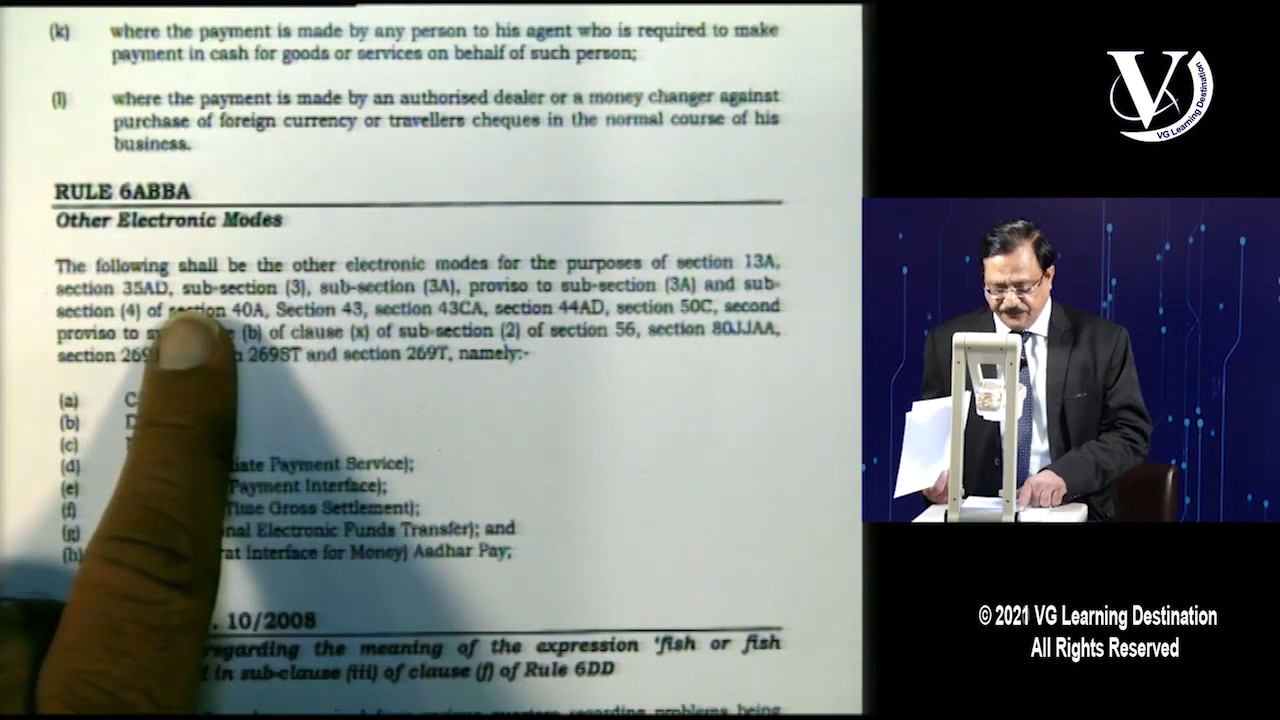 (k) where the payment is made by any person to his agent who is required to make
payment in cash for goods or services on behalf of such person;
(l) where the payment is made by an authorised dealer or a money changer against
purchase of foreign currency or travellers cheques in the normal course of his
business.
RULE 6ABBA
Other Electronic Modes
The following shall be the other electronic modes for the purposes of section 13A,
section 35AD, sub-section (3), sub-section (3A), proviso to sub-section (3A) and sub-
section (4) of section 40A, Section 43, section 43CA, section 44AD, section 50C, second
proviso to (b) of clause (x) of sub-section (2) of section 56, section 80JJAA,
section 269ST and section 269T, namely:-
(a)
(b)
(c)
(d) Payment Service);
(e) Payment Interface);
(f) Time Gross Settlement);
(g) Electronic Funds Transfer); and
(h) Interface for Money) Aadhar Pay;
10/2008
regarding the meaning of the expression 'fish or fish
in sub-clause (iii) of clause (f) of Rule 6DD
regarding problems being
V
VG Learning Destination
© 2021 VG Learning Destination
All Rights Reserved